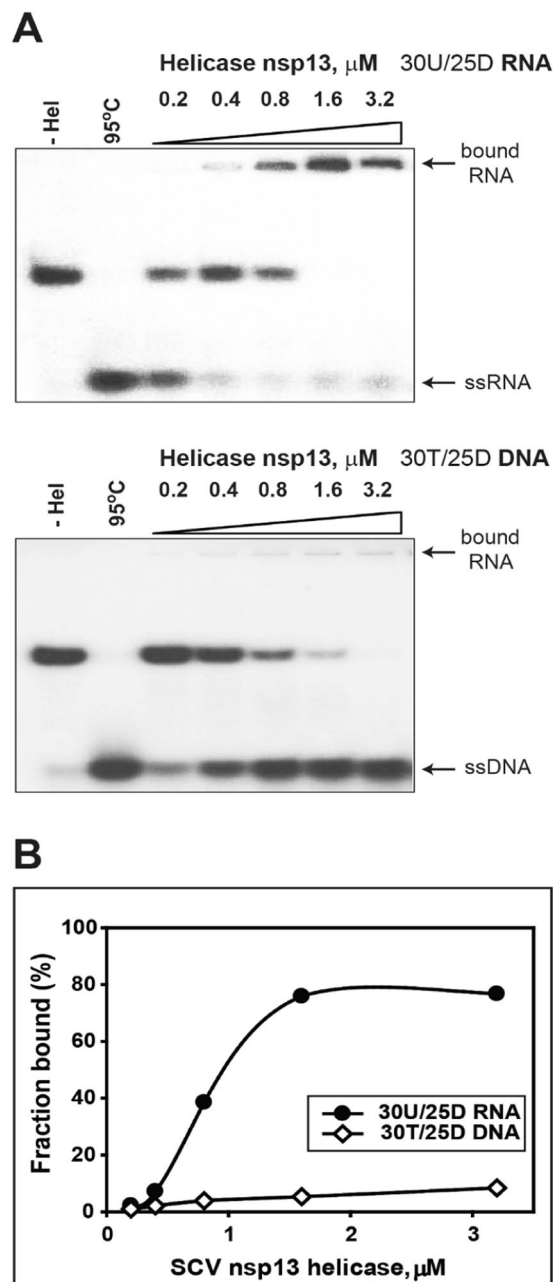 A
Helicase nsp13, μM 30U/25D RNA
- Hel 95°C 0.2 0.4 0.8 1.6 3.2
bound
RNA
ssRNA
Helicase nsp13, μM 30T/25D DNA
- Hel 95°C 0.2 0.4 0.8 1.6 3.2
bound
RNA
ssDNA
B
Fraction bound (%)
100
80
60
40
20
0
30U/25D RNA
30T/25D DNA
0 1 2 3
SCV nsp13 helicase, μM